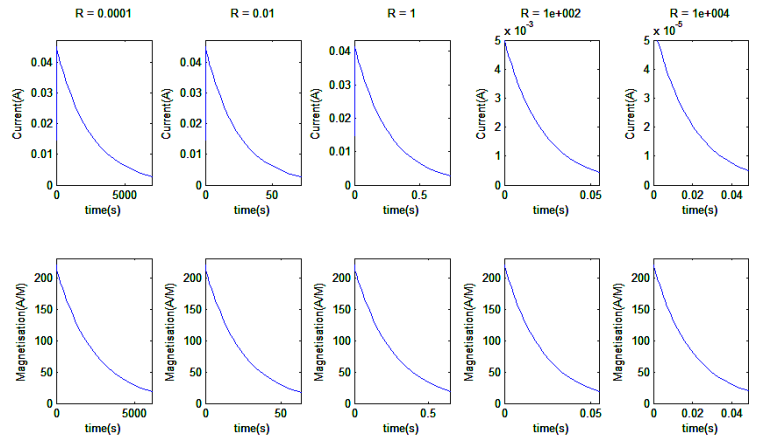 R = 0.0001
R = 0.01
R = 1
R = 1e+002
R = 1e+004
x 10-3
x 10-5
0.04
0.03
0.02
0.01
0
Current(A)
0
5000
time(s)
0.04
0.03
0.02
0.01
0
Current(A)
0
50
time(s)
0.04
0.03
0.02
0.01
0
Current(A)
0
0.5
time(s)
5
4
3
2
1
0
Current(A)
0
0.05
time(s)
5
4
3
2
1
0
Current(A)
0
0.02
0.04
time(s)
200
150
100
50
0
Magnetisation(A/M)
0
5000
time(s)
200
150
100
50
0
Magnetisation(A/M)
0
50
time(s)
200
150
100
50
0
Magnetisation(A/M)
0
0.5
time(s)
200
150
100
50
0
Magnetisation(A/M)
0
0.05
time(s)
200
150
100
50
0
Magnetisation(A/M)
0
0.02
0.04
time(s)